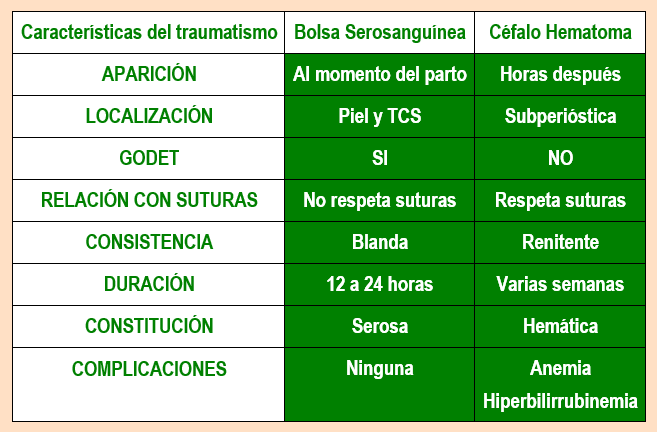 Características del traumatismo Bolsa Serosanguínea Céfalo Hematoma
APARICIÓN Al momento del parto Horas después
LOCALIZACIÓN Piel y TCS Subperióstica
GODET SI NO
RELACIÓN CON SUTURAS No respeta suturas Respeta suturas
CONSISTENCIA Blanda Renitente
DURACIÓN 12 a 24 horas Varias semanas
CONSTITUCIÓN Serosa Hemática
COMPLICACIONES Ninguna Anemia
Hiperbilirrubinemia